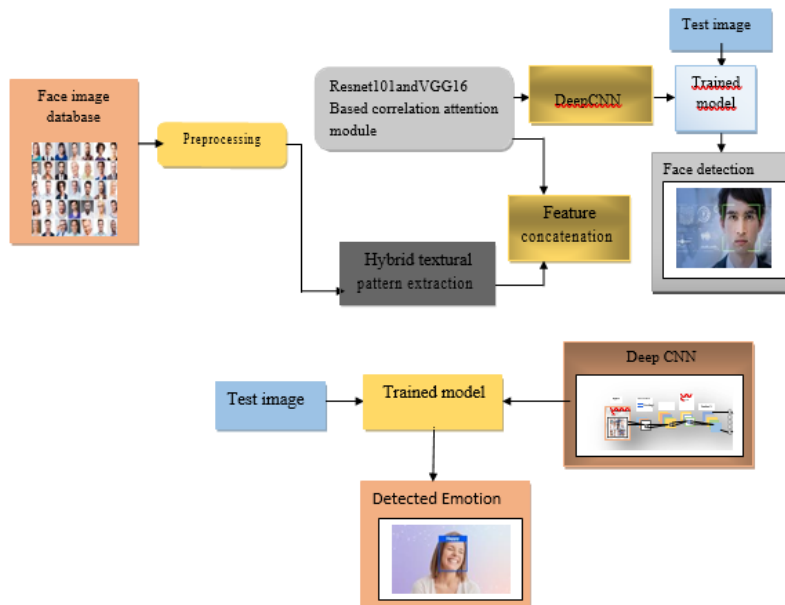 Test image
Face image
database
Preprocessing
Resnet101andVGG16
Based correlation attention
module
DeepCNN
Trained
model
Face detection
Feature
concatenation
Hybrid textural
pattern extraction
Deep CNN
Test image
Trained model
Detected Emotion